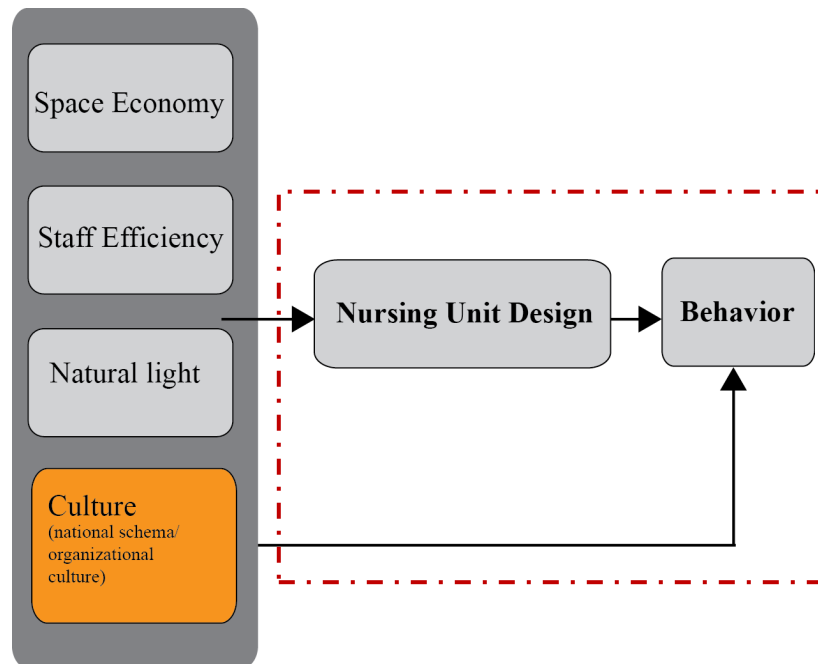 Space Economy
Staff Efficiency
Nursing Unit Design
Behavior
Natural light
Culture
(national schema/
organizational
culture)